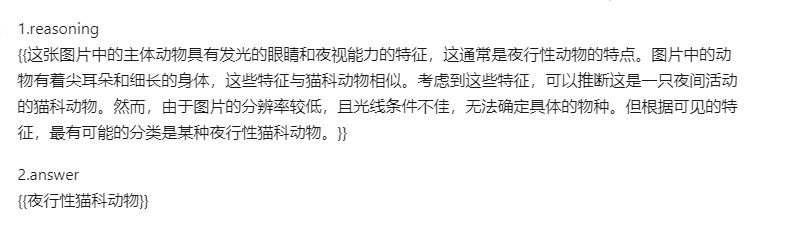 1.reasoning
{{这张图片中的主体动物具有发光的眼睛和夜视能力的特征，这通常是夜行性动物的特点。图片中的动
物有着尖耳朵和细长的身体，这些特征与猫科动物相似。考虑到这些特征，可以推断这是一只夜间活动
的猫科动物。然而，由于图片的分辨率较低，且光线条件不佳，无法确定具体的物种。但根据可见的特
征，最有可能的分类是某种夜行性猫科动物。}}
2.answer
{{夜行性猫科动物}}